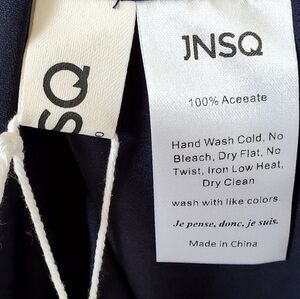 JNSQ
NSQ
100% Aceeate
Hand Wash Cold, No
Bleach, Dry Flat, No
Twist, Iron Low Heat,
Dry Clean
wash with like colors.
Je pense, donc, je suis.
Made in China